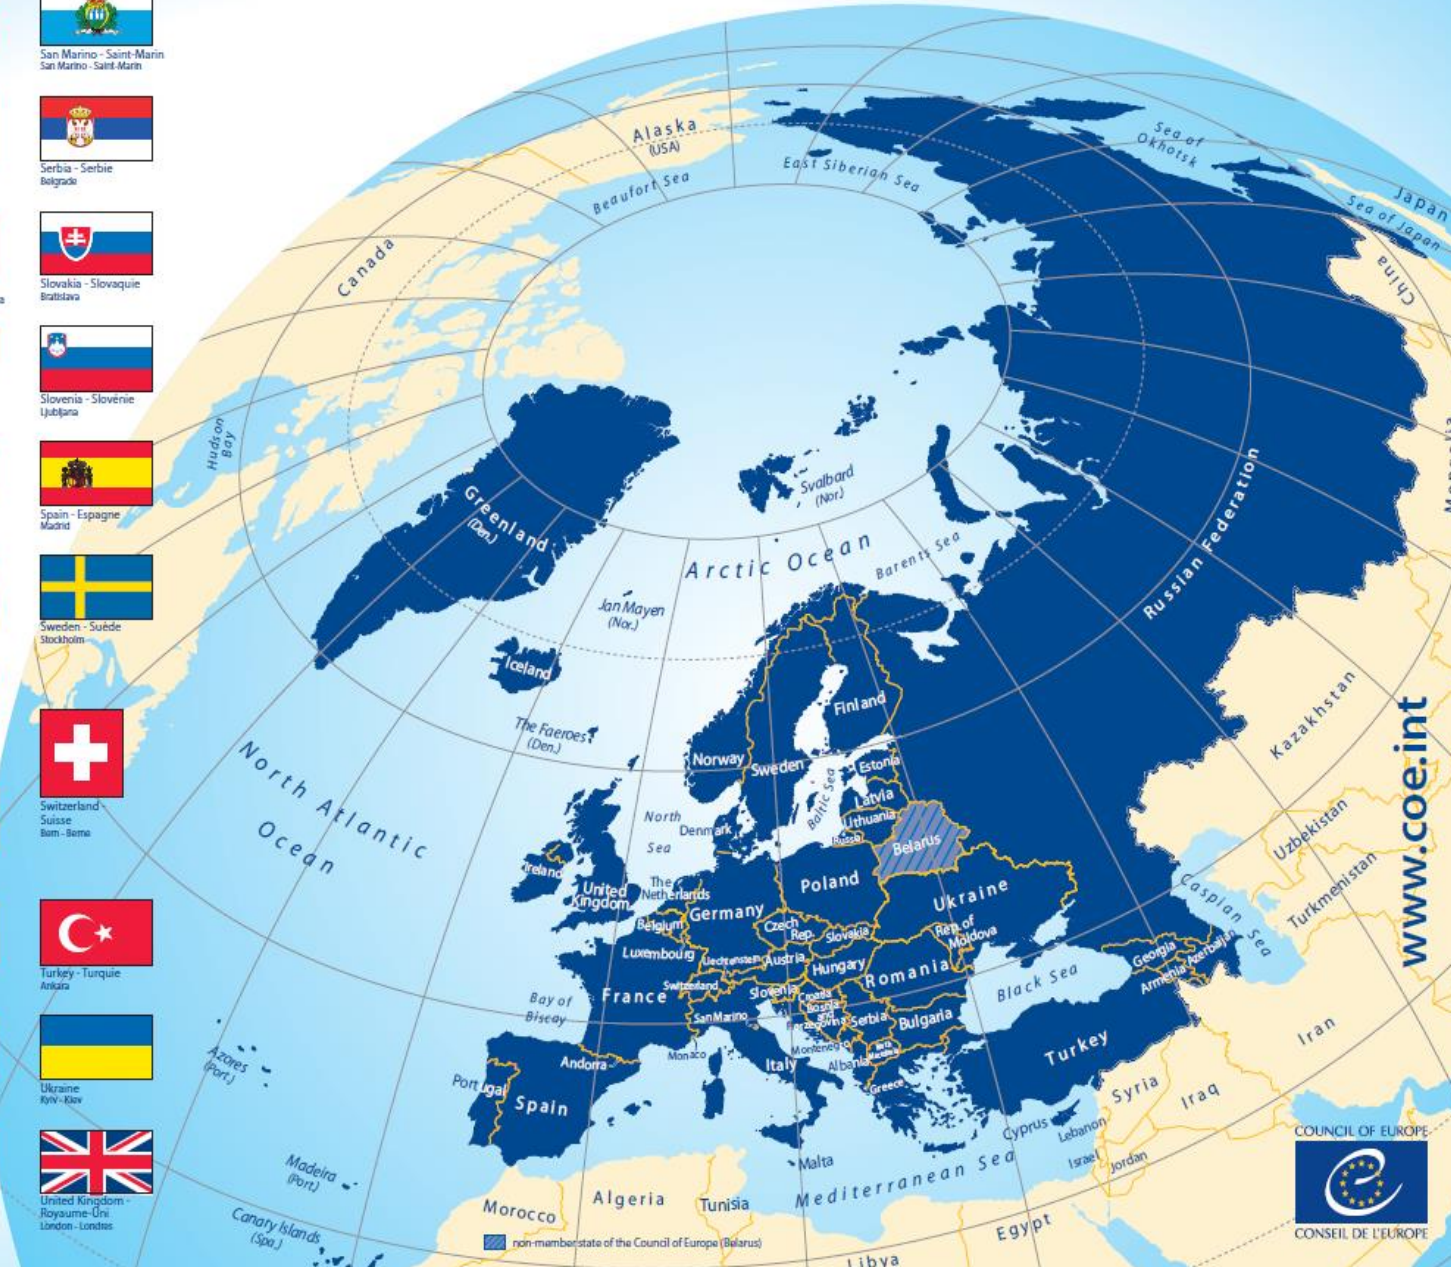 San Marino - Saint-Marin
San Marino - Saint-Marin
Serbia - Serbie
Belgrade
Slovakia - Slovaquie
Bratislava
Slovenia - Slovénie
Ljubljana
Spain - Espagne
Madrid
Sweden - Suède
Stockholm
Switzerland -
Suisse
Bern - Berne
Turkey - Turquie
Ankara
Ukraine
Kyiv - Kiev
United Kingdom -
Royaume-Uni
London - Londres
Alaska
(USA)
Beaufort Sea
East Siberian Sea
Sea of
Okhotsk
Japan
Sea of Japan
China
Canada
Hudson
Bay
Greenland
(Den.)
Svalbard
(Nor.)
Arctic Ocean
Barents Sea
Russian Federation
Jan Mayen
(Nor.)
Iceland
The Faeroes
(Den.)
Finland
Norway
Sweden
Estonia
Baltic Sea
Latvia
Lithuania
Belarus
North Atlantic
Ocean
North
Sea
Denmark
Ireland
United
Kingdom
The
Netherlands
Poland
Ukraine
Germany
Belgium
Czech
Rep.
Slovakia
Rep. of
Moldova
Luxembourg
Liechtenstein
Austria
Hungary
Romania
France
Switzerland
Slovenia
Croatia
Bosnia
and
Herzegovina
Serbia
Bulgaria
San Marino
Bay of
Biscay
Monaco
Montenegro
Italy
Albania
Andorra
Greece
Portugal
Spain
Black Sea
Georgia
Armenia
Azerbaijan
Turkey
Kazakhstan
Uzbekistan
Turkmenistan
Caspian Sea
Iran
Syria
Iraq
Cyprus
Lebanon
Israel
Jordan
Malta
Mediterranean Sea
Azores
(Port.)
Madeira
(Port.)
Canary Islands
(Spa.)
Morocco
Algeria
Tunisia
Libya
Egypt
non-member state of the Council of Europe (Belarus)
www.coe.int
COUNCIL OF EUROPE
CONSEIL DE L'EUROPE